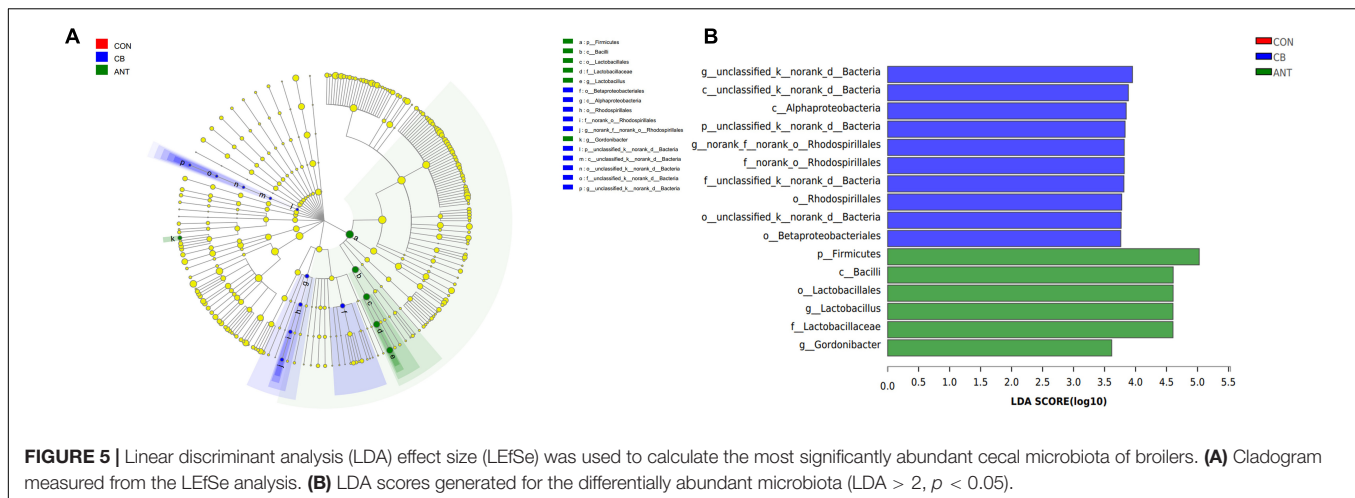 A
CON
CB
ANT
a : p__Firmicutes
b : c__Bacilli
c : o__Lactobacillales
d : f__Lactobacillaceae
e : g__Lactobacillus
f : o__Betaproteobacteriales
g : c__Alphaproteobacteria
h : o__Rhodospirillales
i : f__norank_o__Rhodospirillales
j : g__norank_f__norank_o__Rhodospirillales
k : g__Gordonibacter
l : p__unclassified_k__norank_d__Bacteria
m : c__unclassified_k__norank_d__Bacteria
n : o__unclassified_k__norank_d__Bacteria
o : f__unclassified_k__norank_d__Bacteria
p : g__unclassified_k__norank_d__Bacteria
p
o
n
m
l
k
a
b
c
d
e
f
g
h
i
j
B
CON
CB
ANT
g__unclassified_k__norank_d__Bacteria
c__unclassified_k__norank_d__Bacteria
c__Alphaproteobacteria
p__unclassified_k__norank_d__Bacteria
g__norank_f__norank_o__Rhodospirillales
f__norank_o__Rhodospirillales
f__unclassified_k__norank_d__Bacteria
o__Rhodospirillales
o__unclassified_k__norank_d__Bacteria
o__Betaproteobacteriales
p__Firmicutes
c__Bacilli
o__Lactobacillales
g__Lactobacillus
f__Lactobacillaceae
g__Gordonibacter
0.0 0.5 1.0 1.5 2.0 2.5 3.0 3.5 4.0 4.5 5.0 5.5
LDA SCORE(log10)
FIGURE 5 | Linear discriminant analysis (LDA) effect size (LEfSe) was used to calculate the most significantly abundant cecal microbiota of broilers. (A) Cladogram
measured from the LEfSe analysis. (B) LDA scores generated for the differentially abundant microbiota (LDA > 2, p < 0.05).